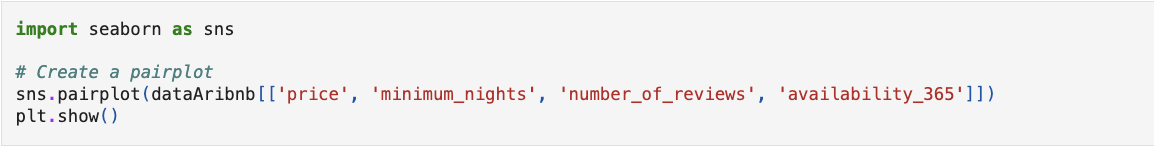 import seaborn as sns
# Create a pairplot
sns.pairplot(dataAribnb[['price', 'minimum_nights', 'number_of_reviews', 'availability_365']])
plt.show()